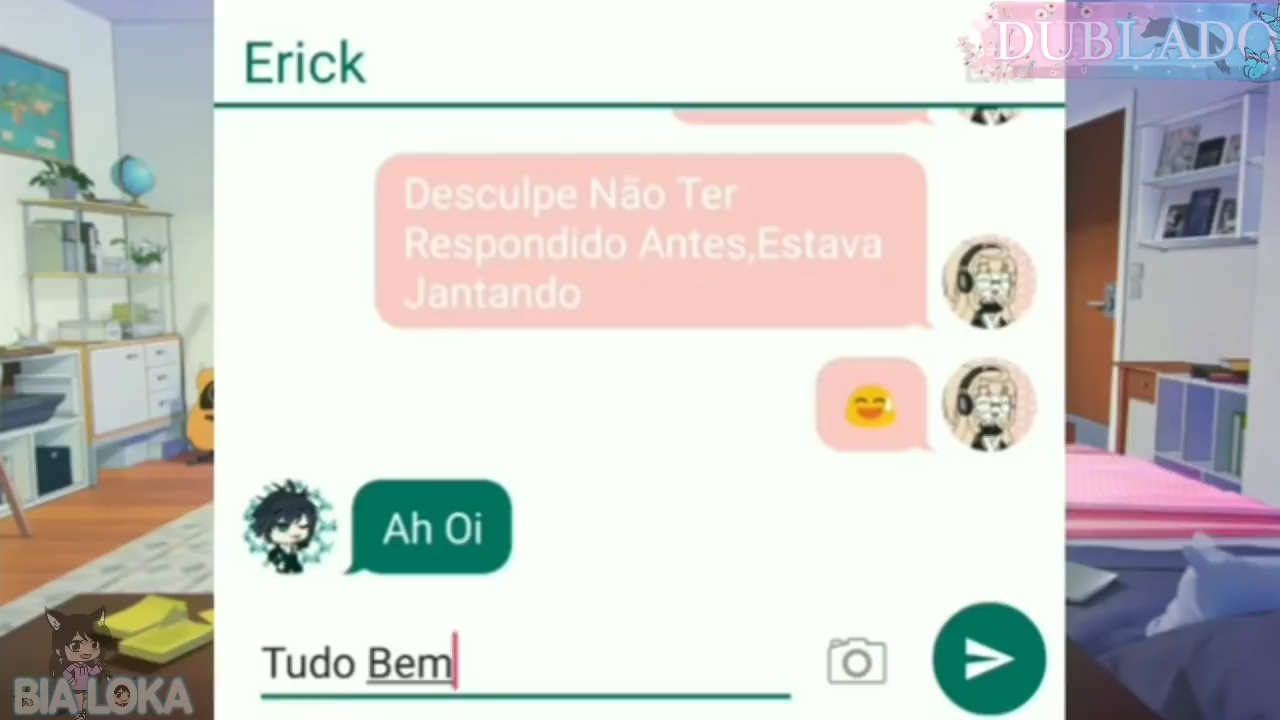 DUBLADO
Erick
Desculpe Não Ter
Respondido Antes,Estava
Jantando
Ah Oi
Tudo Bem
BIA LOKA